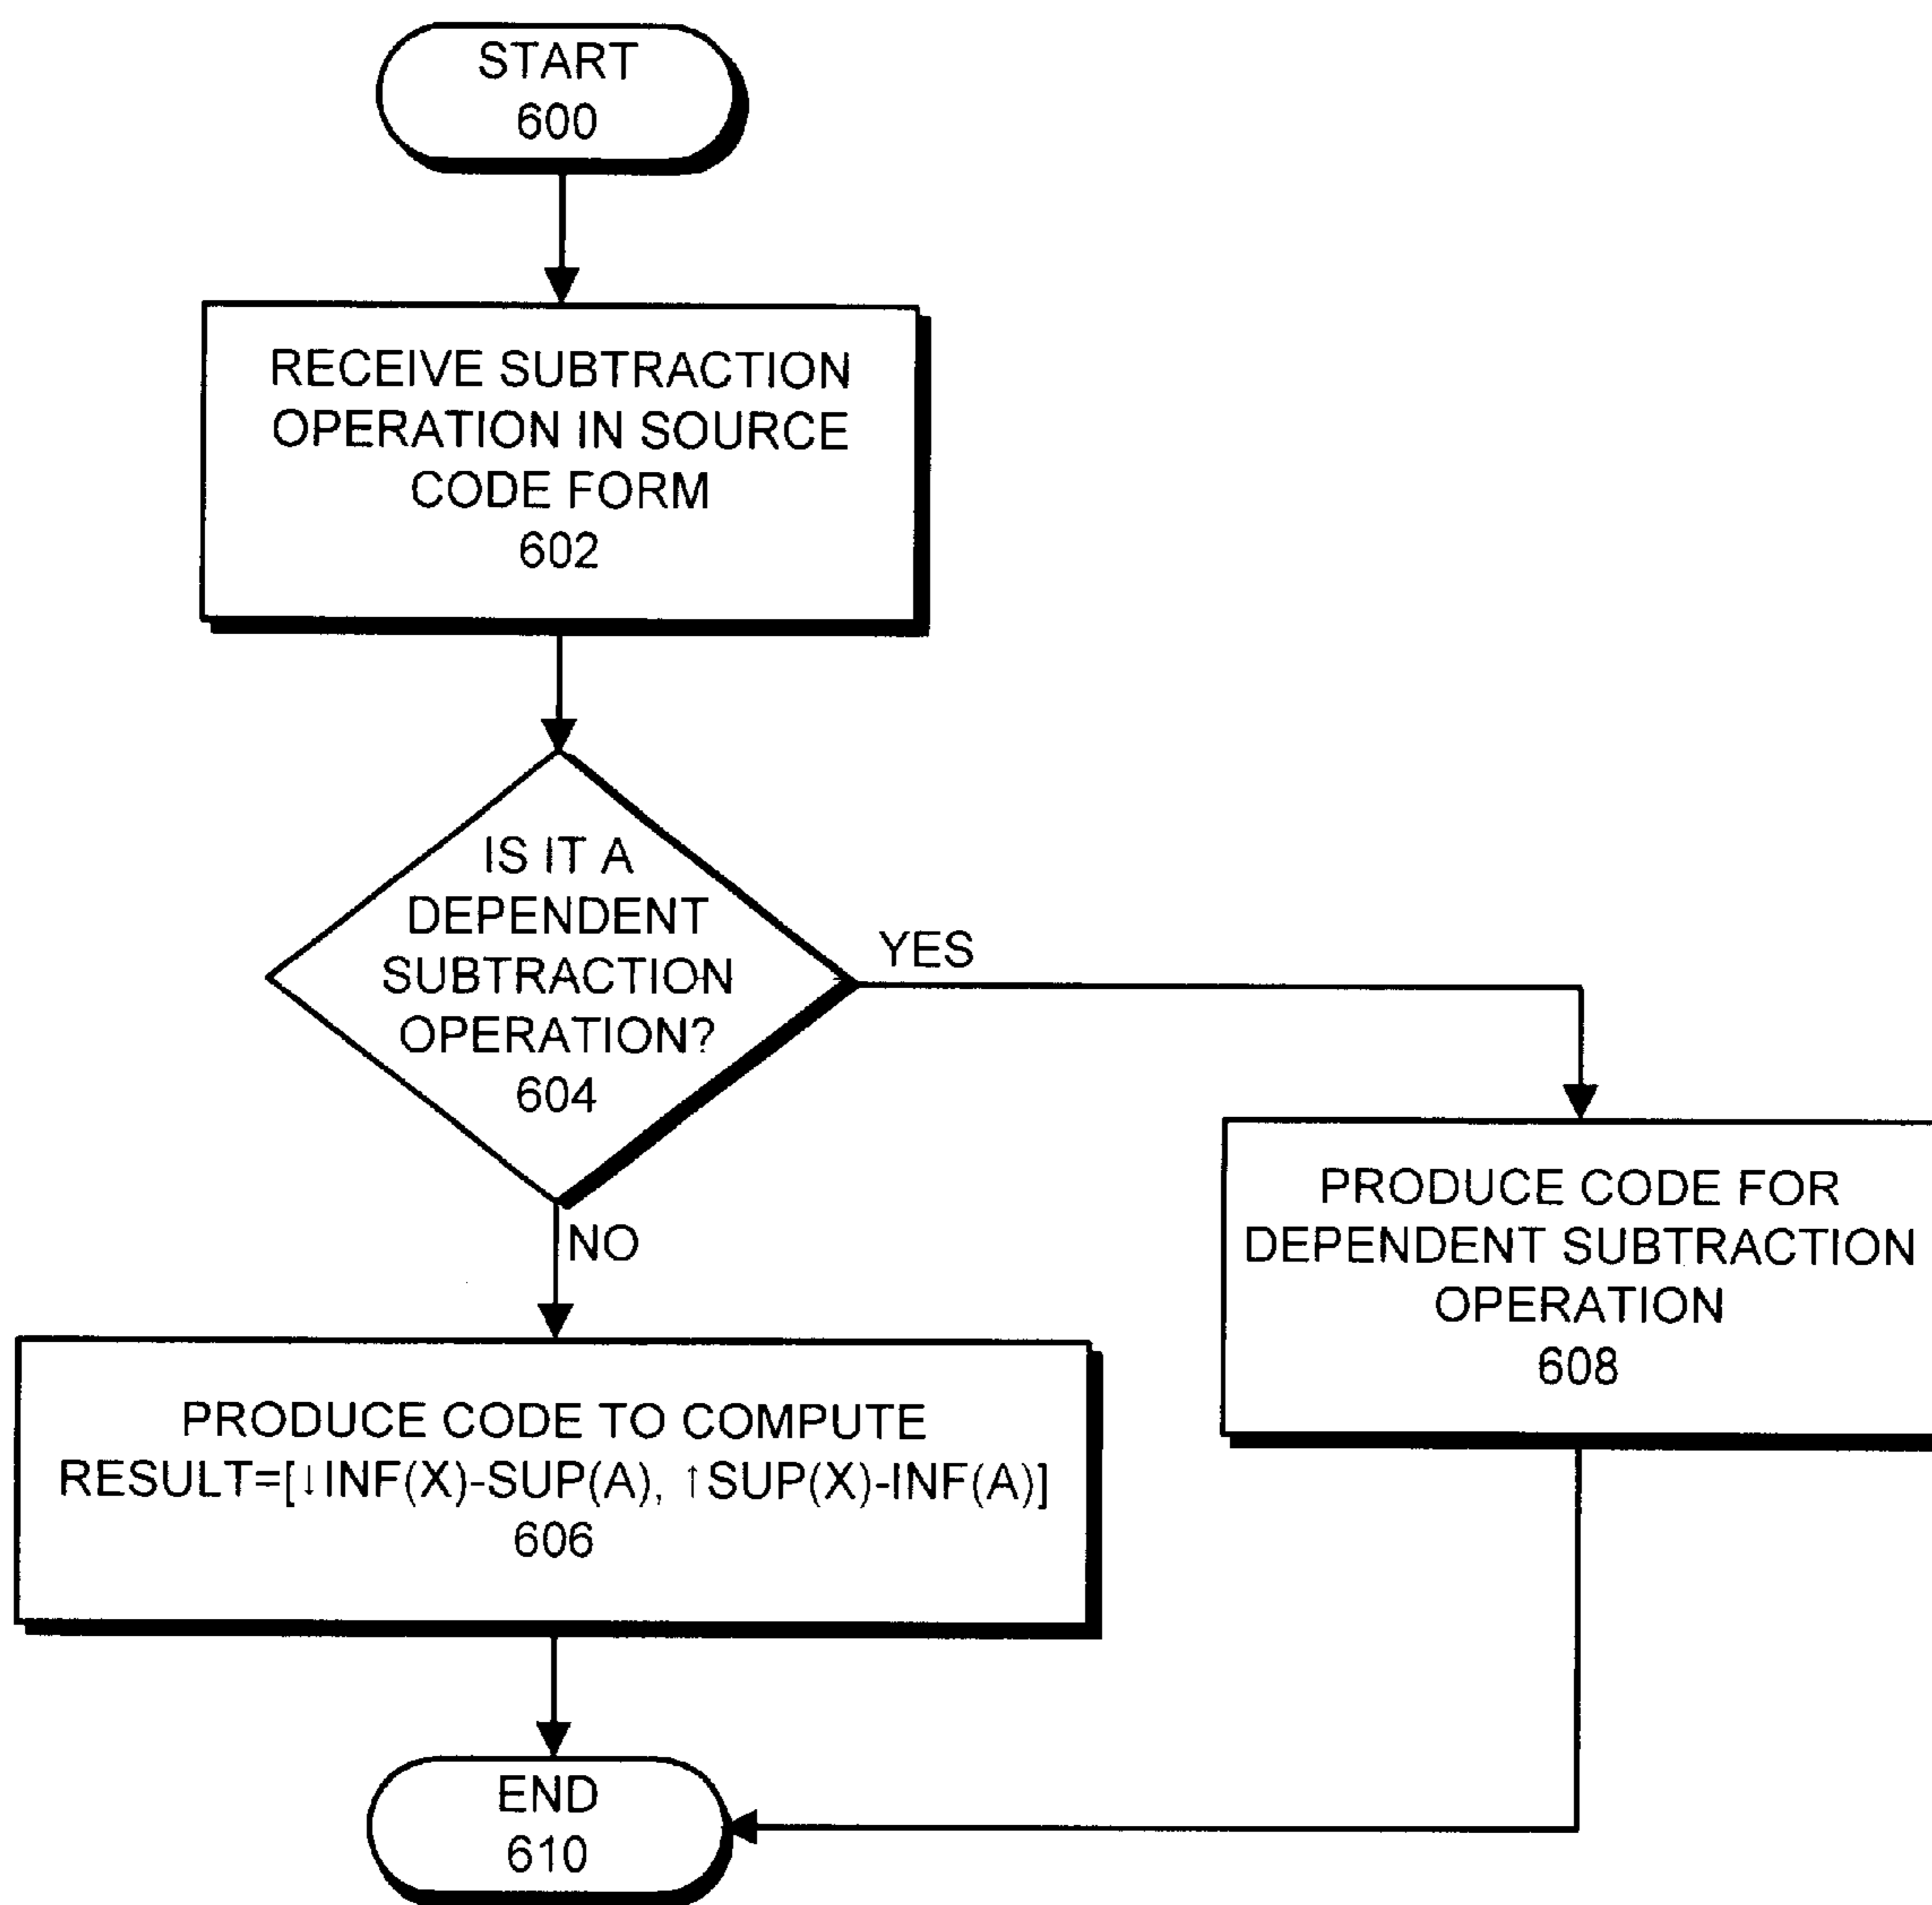 START
600
RECEIVE SUBTRACTION
OPERATION IN SOURCE
CODE FORM
602
IS IT A
DEPENDENT
SUBTRACTION
OPERATION?
604
YES
NO
PRODUCE CODE FOR
DEPENDENT SUBTRACTION
OPERATION
608
PRODUCE CODE TO COMPUTE
RESULT=[↓INF(X)-SUP(A), ↑SUP(X)-INF(A)]
606
END
610